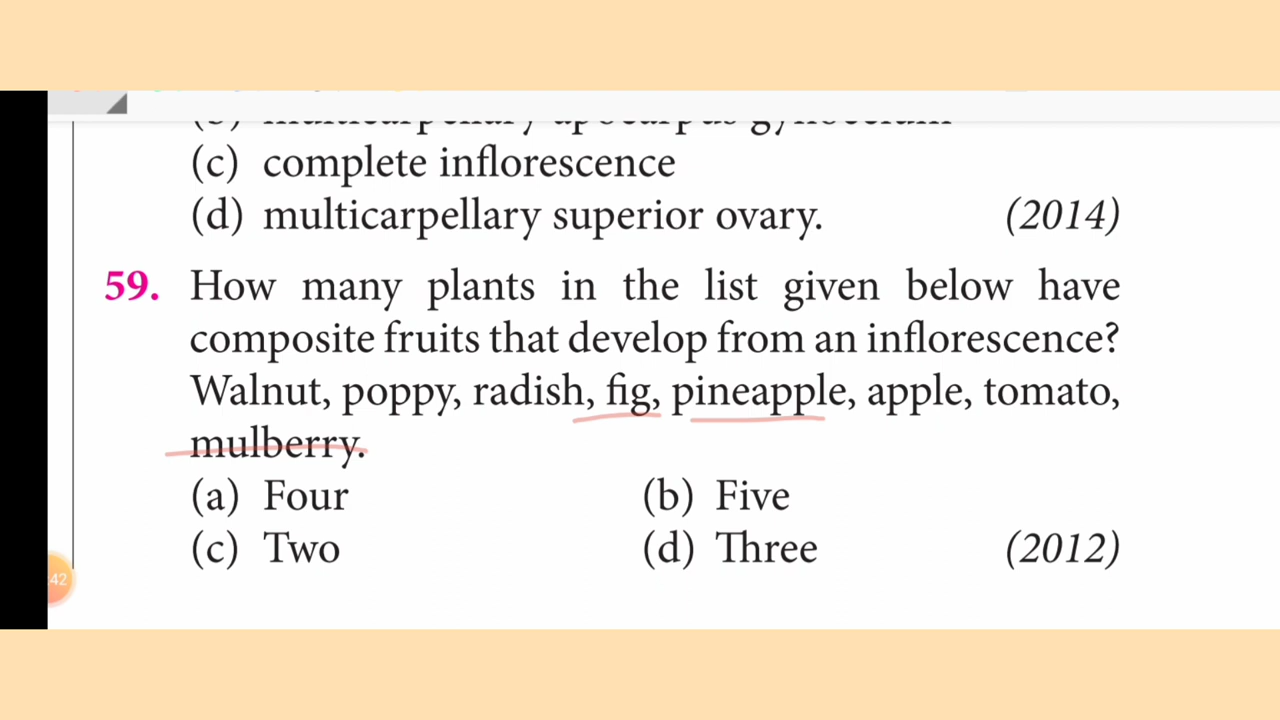 (c) complete inflorescence
(d) multicarpellary superior ovary. (2014)
59. How many plants in the list given below have
composite fruits that develop from an inflorescence?
Walnut, poppy, radish, fig, pineapple, apple, tomato,
mulberry.
(a) Four (b) Five
(c) Two (d) Three (2012)
42